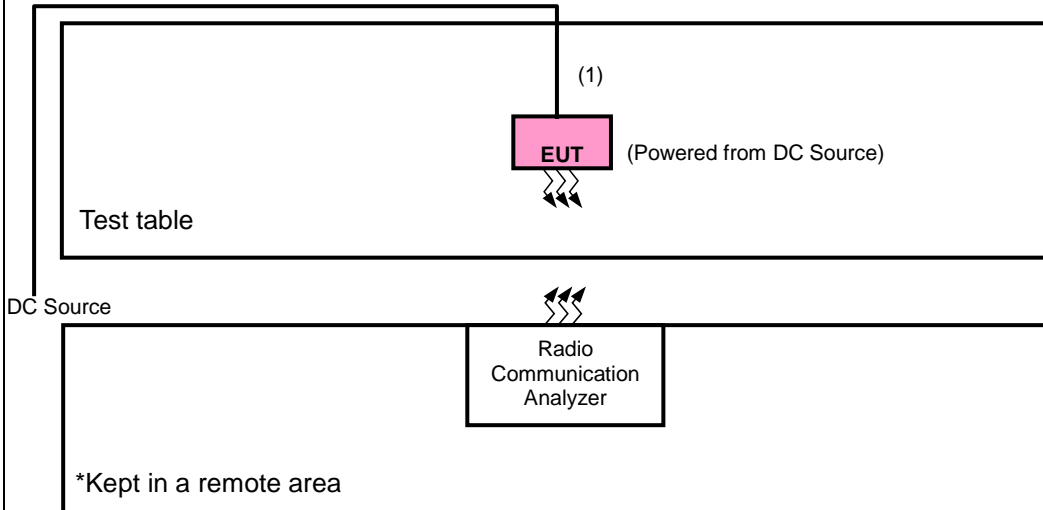 (1)
EUT
(Powered from DC Source)
Test table
DC Source
Radio
Communication
Analyzer
*Kept in a remote area